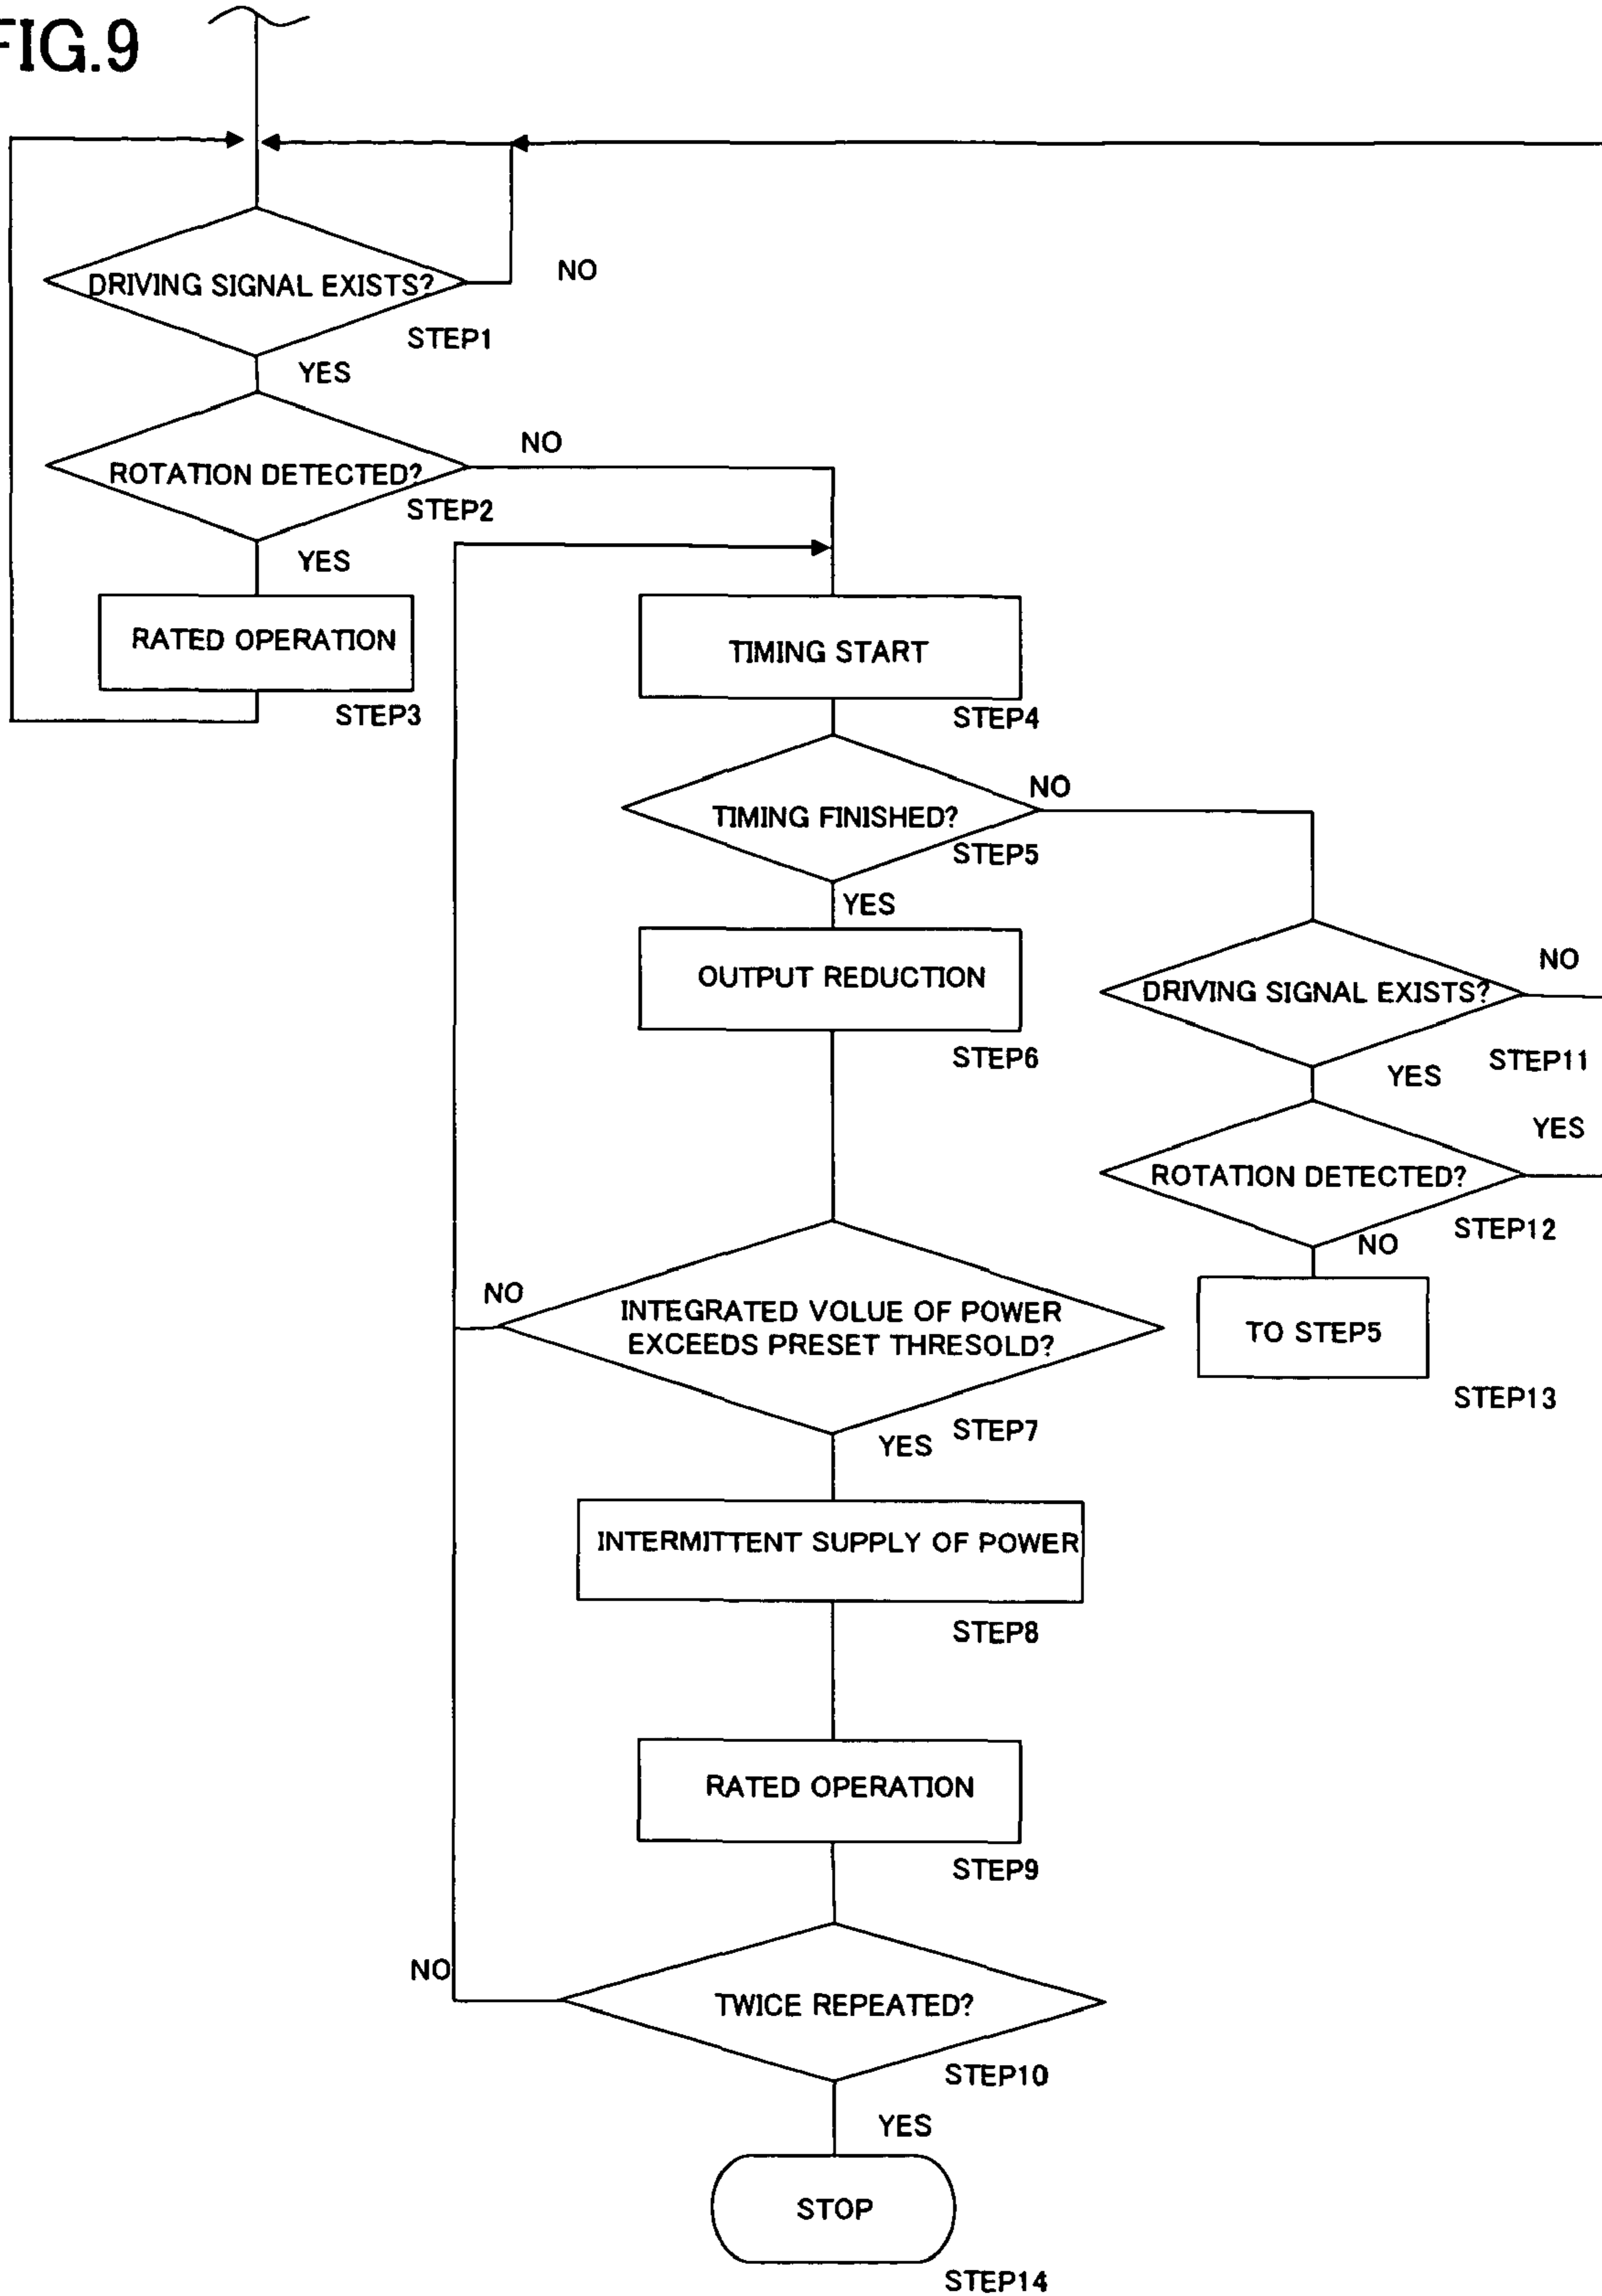 FIG.9
DRIVING SIGNAL EXISTS?
NO
STEP1
YES
ROTATION DETECTED?
NO
STEP2
YES
RATED OPERATION
STEP3
TIMING START
STEP4
TIMING FINISHED?
NO
STEP5
YES
OUTPUT REDUCTION
STEP6
DRIVING SIGNAL EXISTS?
NO
STEP11
YES
ROTATION DETECTED?
YES
STEP12
NO
TO STEP5
STEP13
INTEGRATED VOLUE OF POWER
EXCEEDS PRESET THRESOLD?
NO
STEP7
YES
INTERMITTENT SUPPLY OF POWER
STEP8
RATED OPERATION
STEP9
TWICE REPEATED?
NO
STEP10
YES
STOP
STEP14